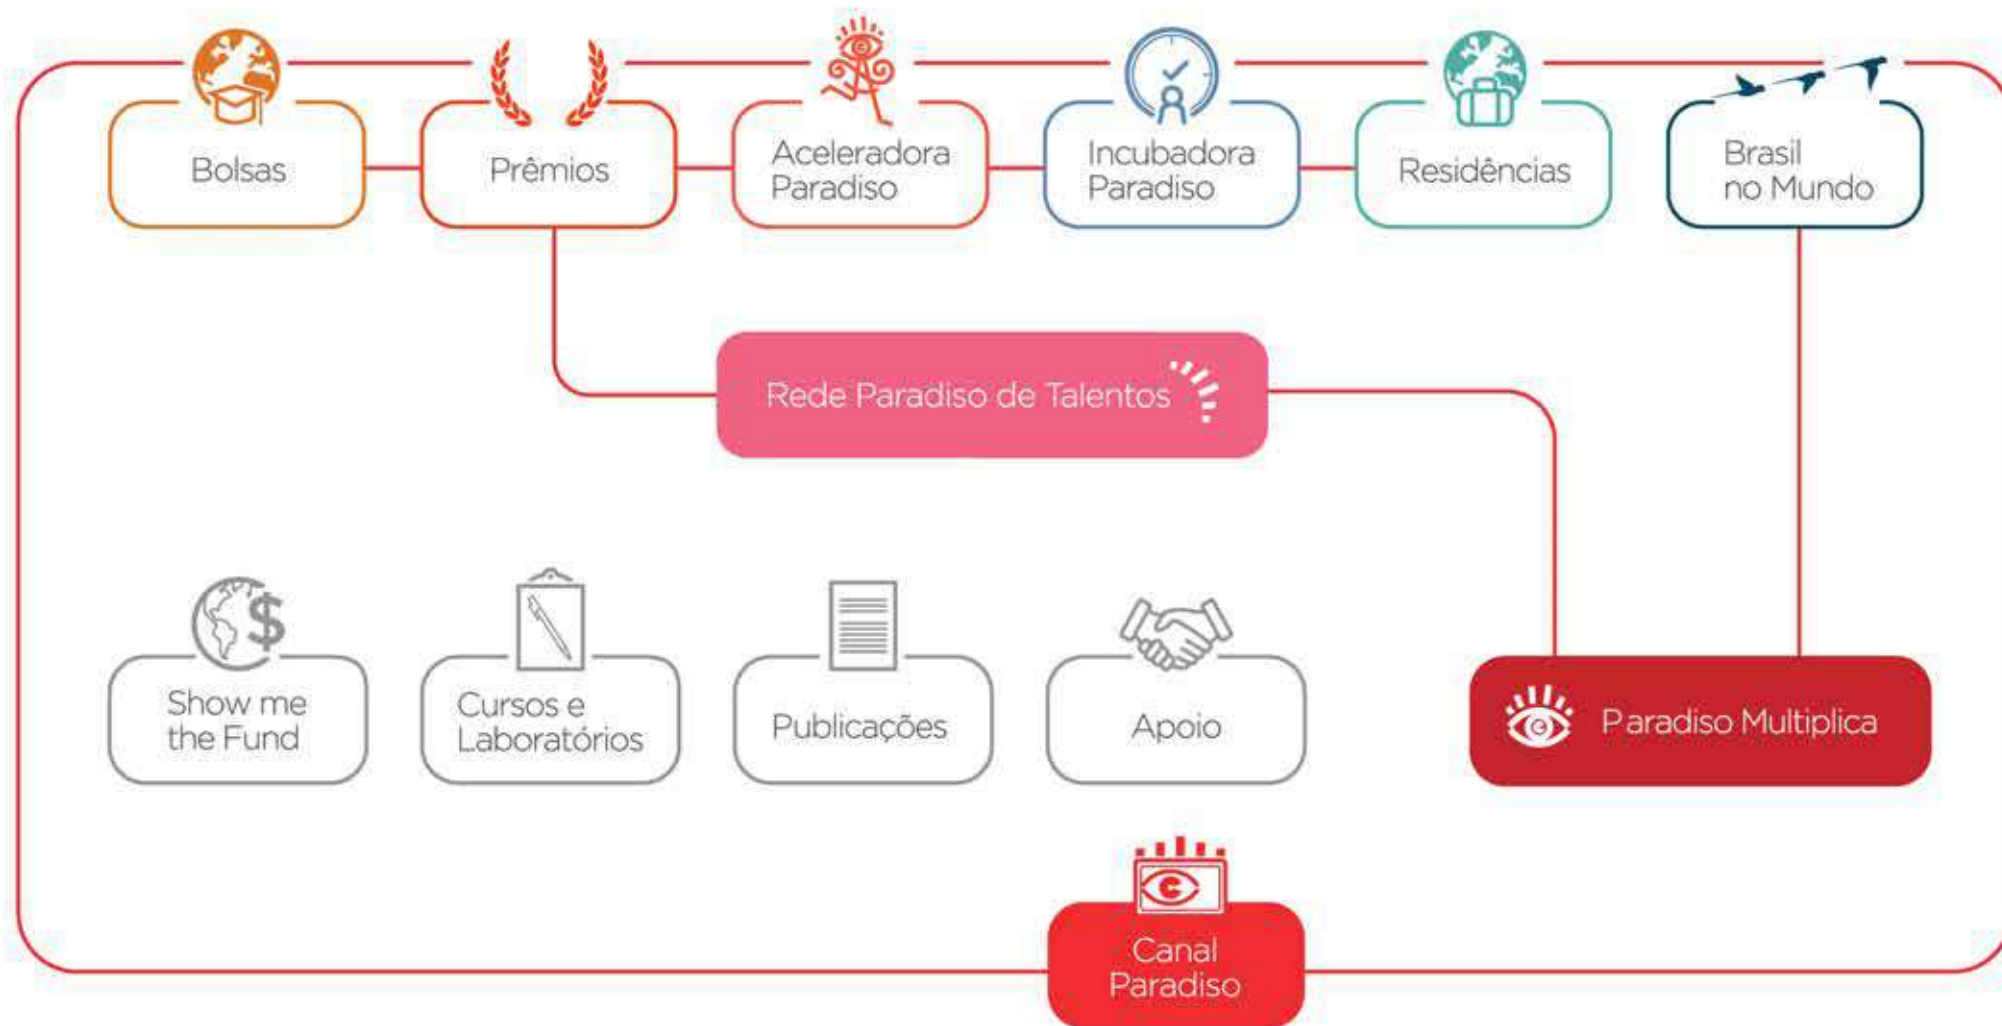 Bolsas
Prêmios
Aceleradora
Paradiso
Incubadora
Paradiso
Residências
Brasil
no Mundo
Rede Paradiso de Talentos
Show me
the Fund
Cursos e
Laboratórios
Publicações
Apoio
Paradiso Multiplica
Canal
Paradiso